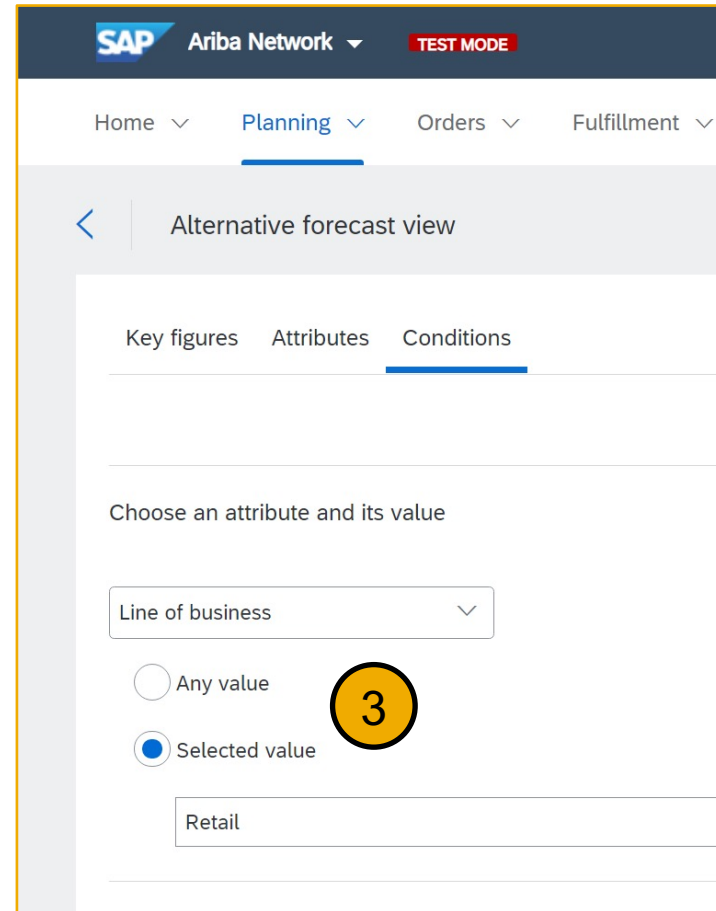 SAP Ariba Network TEST MODE
Home Planning Orders Fulfillment
Alternative forecast view
Key figures Attributes Conditions
Choose an attribute and its value
Line of business
Any value
3
Selected value
Retail